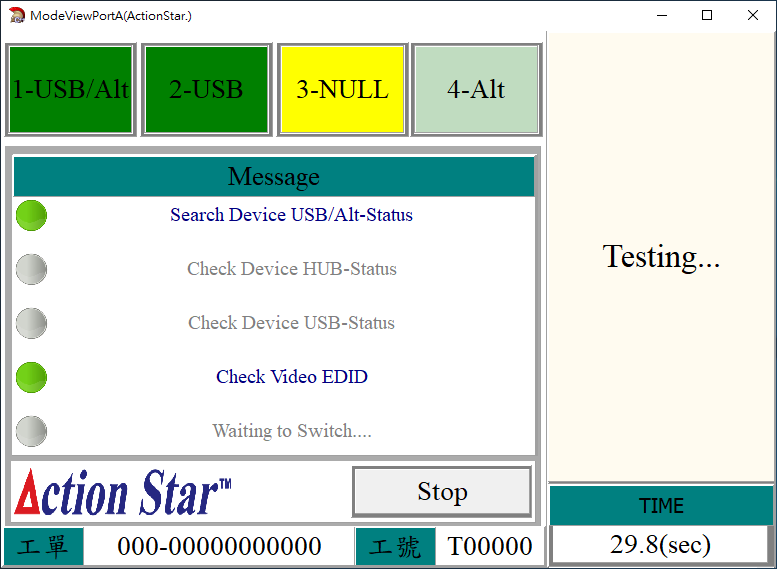 ModeViewPortA(ActionStar.)
1-USB/Alt
2-USB
3-NULL
4-Alt
Message
Search Device USB/Alt-Status
Check Device HUB-Status
Check Device USB-Status
Check Video EDID
Waiting to Switch....
Action Star™
Stop
Testing...
TIME
29.8(sec)
工單
000-00000000000
工號
T00000